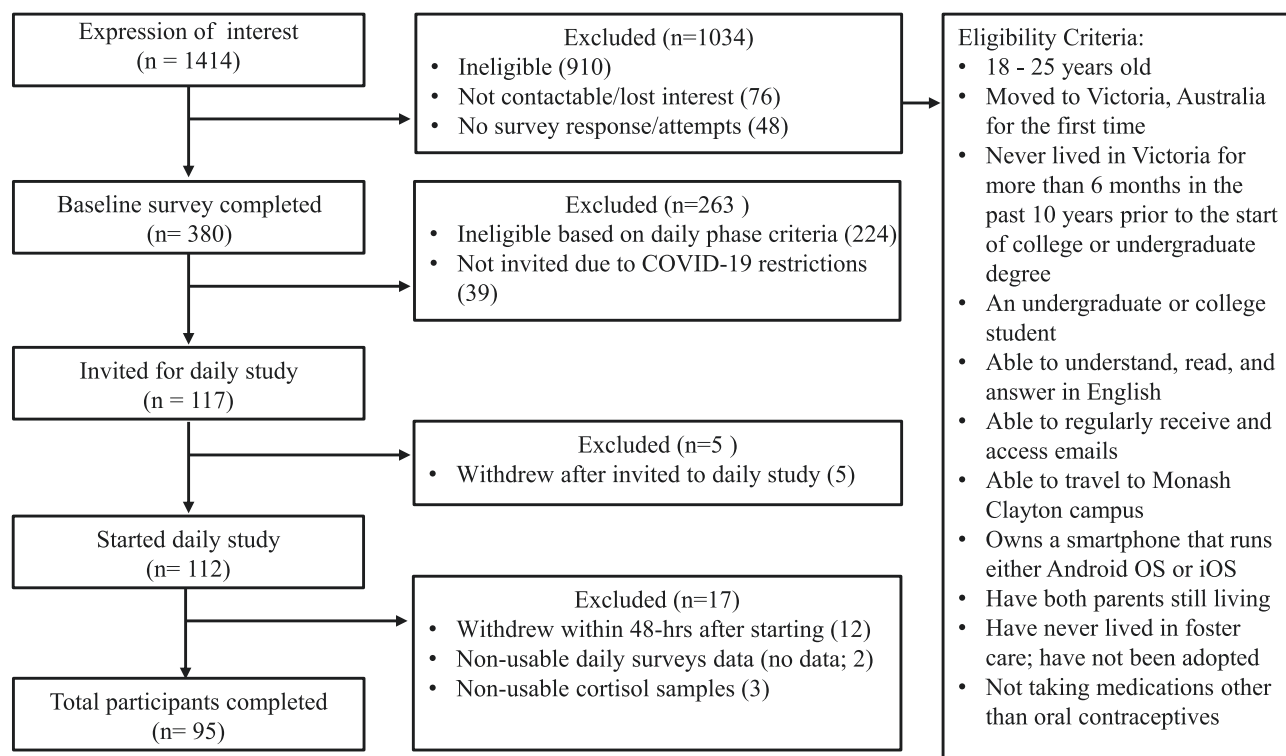 Expression of interest
(n = 1414)
Excluded (n=1034)
• Ineligible (910)
• Not contactable/lost interest (76)
• No survey response/attempts (48)
Baseline survey completed
(n= 380)
Excluded (n=263 )
• Ineligible based on daily phase criteria (224)
• Not invited due to COVID-19 restrictions
(39)
Invited for daily study
(n = 117)
Excluded (n=5 )
• Withdrew after invited to daily study (5)
Started daily study
(n= 112)
Excluded (n=17)
• Withdrew within 48-hrs after starting (12)
• Non-usable daily surveys data (no data; 2)
• Non-usable cortisol samples (3)
Total participants completed
(n= 95)
Eligibility Criteria:
• 18 - 25 years old
• Moved to Victoria, Australia
for the first time
• Never lived in Victoria for
more than 6 months in the
past 10 years prior to the start
of college or undergraduate
degree
• An undergraduate or college
student
• Able to understand, read, and
answer in English
• Able to regularly receive and
access emails
• Able to travel to Monash
Clayton campus
• Owns a smartphone that runs
either Android OS or iOS
• Have both parents still living
• Have never lived in foster
care; have not been adopted
• Not taking medications other
than oral contraceptives